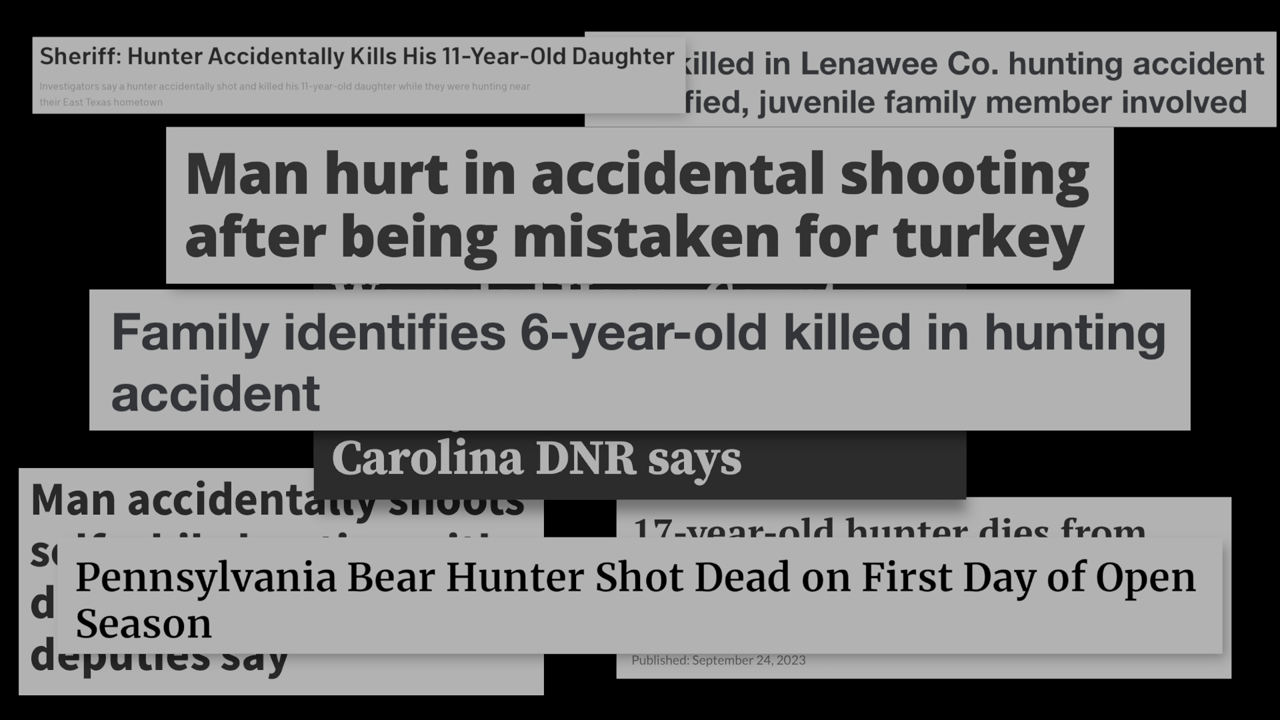 Sheriff: Hunter Accidentally Kills His 11-Year-Old Daughter
Investigators say a hunter accidentally shot and killed his 11-year-old daughter while they were hunting near
their East Texas hometown
killed in Lenawee Co. hunting accident
fied, juvenile family member involved
Man hurt in accidental shooting
after being mistaken for turkey
Family identifies 6-year-old killed in hunting
accident
Carolina DNR says
Man accidentally shoots
deputies say
17-year-old hunter dies from
Pennsylvania Bear Hunter Shot Dead on First Day of Open
Season
Published: September 24, 2023